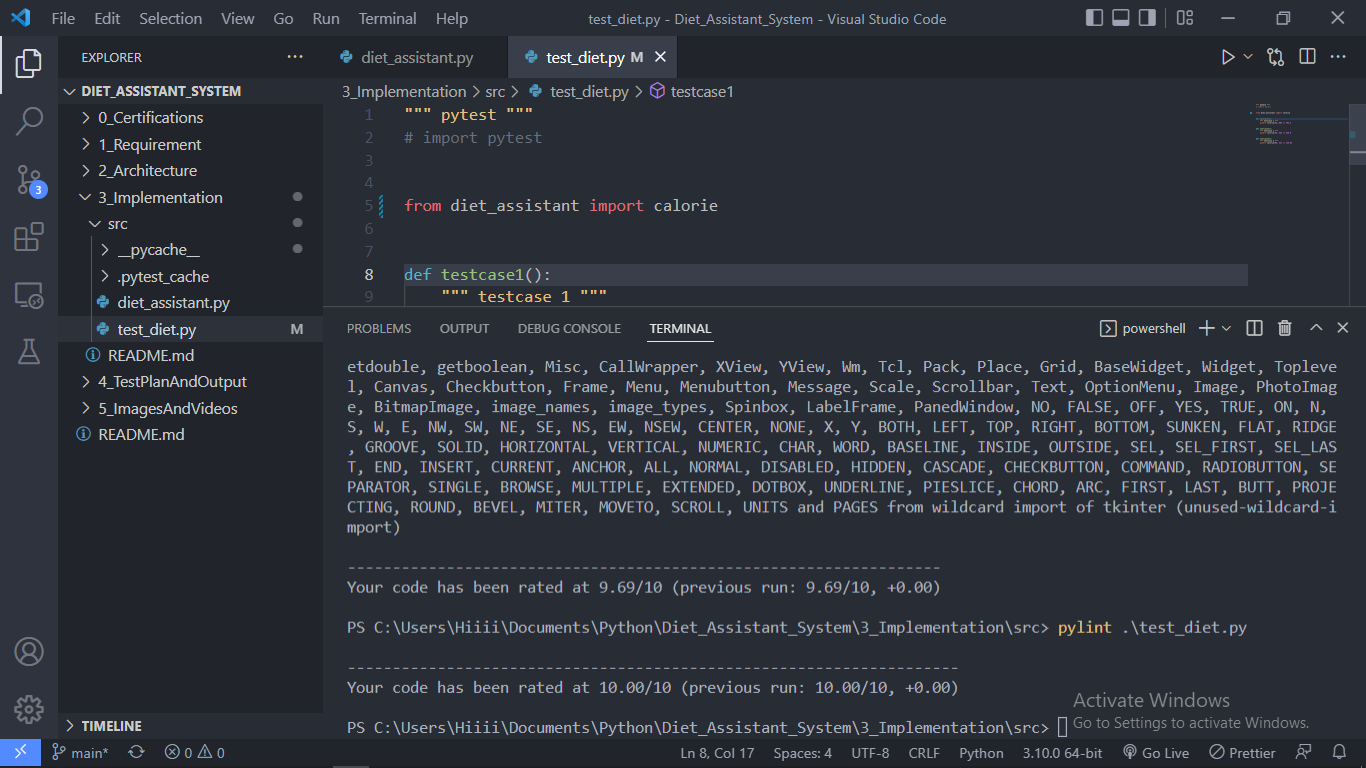 File Edit Selection View Go Run Terminal Help test_diet.py - Diet_Assistant_System - Visual Studio Code
EXPLORER
DIET_ASSISTANT_SYSTEM
0_Certifications
1_Requirement
2_Architecture
3_Implementation
src
__pycache__
.pytest_cache
diet_assistant.py
test_diet.py M
README.md
4_TestPlanAndOutput
5_ImagesAndVideos
README.md
TIMELINE
3
diet_assistant.py test_diet.py M
3_Implementation > src > test_diet.py > testcase1
1 """ pytest """
2 # import pytest
3
4
5 from diet_assistant import calorie
6
7
8 def testcase1():
9 """ testcase 1 """
PROBLEMS OUTPUT DEBUG CONSOLE TERMINAL powershell
etdouble, getboolean, Misc, CallWrapper, XView, YView, Wm, Tcl, Pack, Place, Grid, BaseWidget, Widget, Topleve
l, Canvas, Checkbutton, Frame, Menu, Menubutton, Message, Scale, Scrollbar, Text, OptionMenu, Image, PhotoImag
e, BitmapImage, image_names, image_types, Spinbox, LabelFrame, PanedWindow, NO, FALSE, OFF, YES, TRUE, ON, N,
S, W, E, NW, SW, NE, SE, NS, EW, NSEW, CENTER, NONE, X, Y, BOTH, LEFT, TOP, RIGHT, BOTTOM, SUNKEN, FLAT, RIDGE
, GROOVE, SOLID, HORIZONTAL, VERTICAL, NUMERIC, CHAR, WORD, BASELINE, INSIDE, OUTSIDE, SEL, SEL_FIRST, SEL_LAS
T, END, INSERT, CURRENT, ANCHOR, ALL, NORMAL, DISABLED, HIDDEN, CASCADE, CHECKBUTTON, COMMAND, RADIOBUTTON, SE
PARATOR, SINGLE, BROWSE, MULTIPLE, EXTENDED, DOTBOX, UNDERLINE, PIESLICE, CHORD, ARC, FIRST, LAST, BUTT, PROJE
CTING, ROUND, BEVEL, MITER, MOVETO, SCROLL, UNITS and PAGES from wildcard import of tkinter (unused-wildcard-i
mport)
------------------------------------------------------------------
Your code has been rated at 9.69/10 (previous run: 9.69/10, +0.00)
PS C:\Users\Hiiii\Documents\Python\Diet_Assistant_System\3_Implementation\src> pylint .\test_diet.py
--------------------------------------------------------------------
Your code has been rated at 10.00/10 (previous run: 10.00/10, +0.00)
PS C:\Users\Hiiii\Documents\Python\Diet_Assistant_System\3_Implementation\src>
Activate Windows
Go to Settings to activate Windows.
main* 0 0 Ln 8, Col 17 Spaces: 4 UTF-8 CRLF Python 3.10.0 64-bit Go Live Prettier